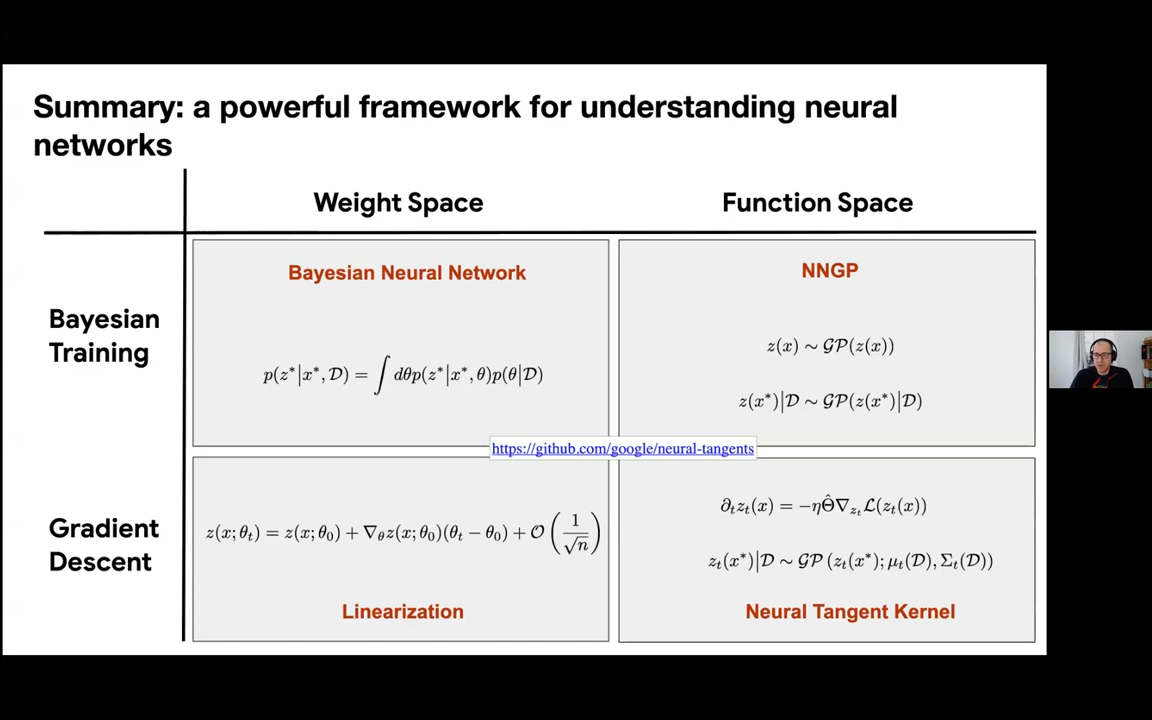 Summary: a powerful framework for understanding neural
networks
Weight Space
Function Space
Bayesian
Training
Bayesian Neural Network
p(z*|x*, 𝒟) = ∫ dθp(z*|x*, θ)p(θ|𝒟)
NNGP
z(x) ∼ 𝒢𝒫(z(x))
z(x*)|𝒟 ∼ 𝒢𝒫(z(x*)|𝒟)
https://github.com/google/neural-tangents
Gradient
Descent
z(x; θₜ) = z(x; θ₀) + ∇_θ z(x; θ₀)(θₜ − θ₀) + 𝒪(1/√n)
Linearization
∂ₜzₜ(x) = −ηΘ̂∇_{zₜ}ℒ(zₜ(x))
zₜ(x*)|𝒟 ∼ 𝒢𝒫(zₜ(x*); μₜ(𝒟), Σₜ(𝒟))
Neural Tangent Kernel